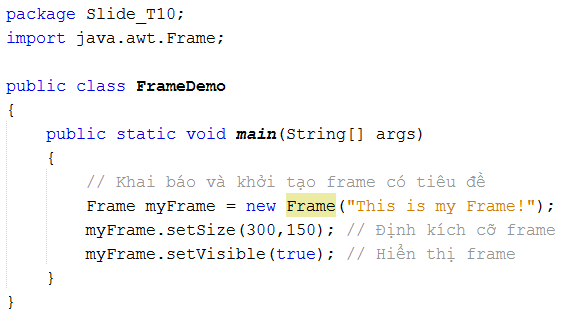 package Slide_T10;
import java.awt.Frame;
public class FrameDemo
{
public static void main(String[] args)
{
// Khai báo và khởi tạo frame có tiêu đề
Frame myFrame = new Frame("This is my Frame!");
myFrame.setSize(300,150); // Định kích cỡ frame
myFrame.setVisible(true); // Hiển thị frame
}
}